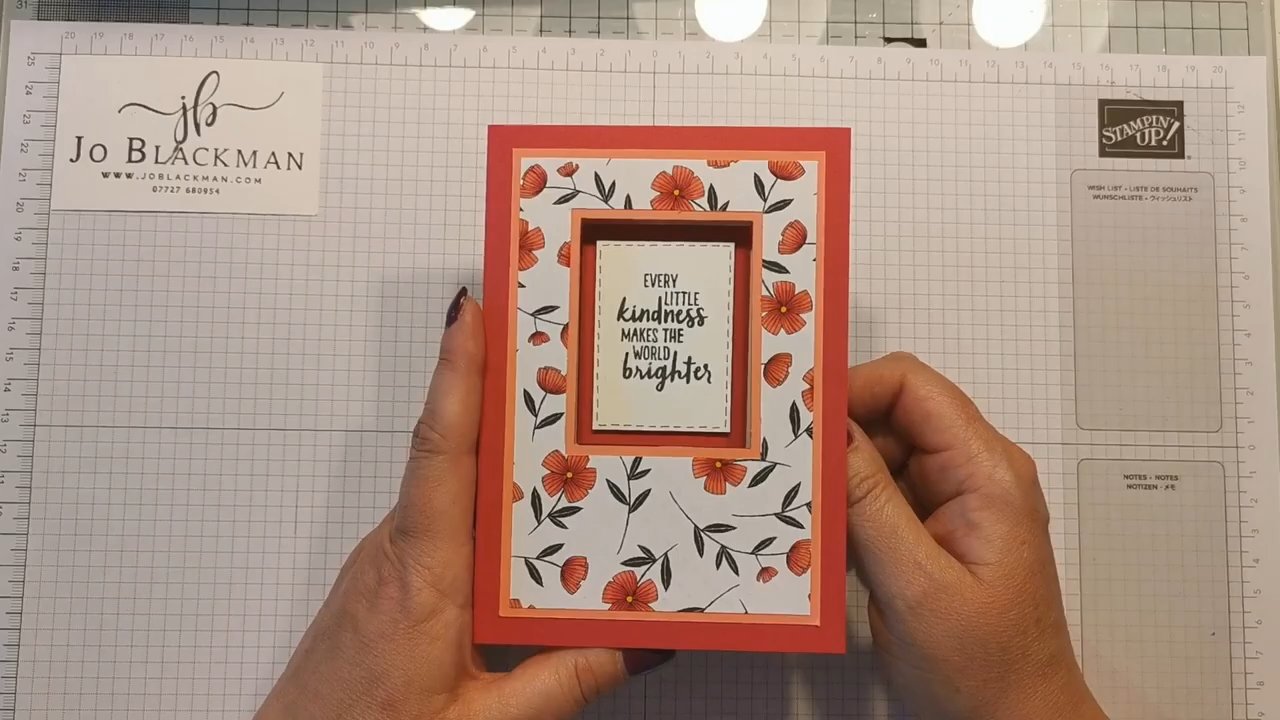 jb
JO BLACKMAN
WWW.JOBLACKMAN.COM
07727 680954
EVERY
LITTLE
kindness
MAKES THE
WORLD
brighter
STAMPIN'
UP!
WISH LIST • LISTE DE SOUHAITS
WUNSCHLISTE • ウィッシュリスト
NOTES • NOTES
NOTIZEN • メモ